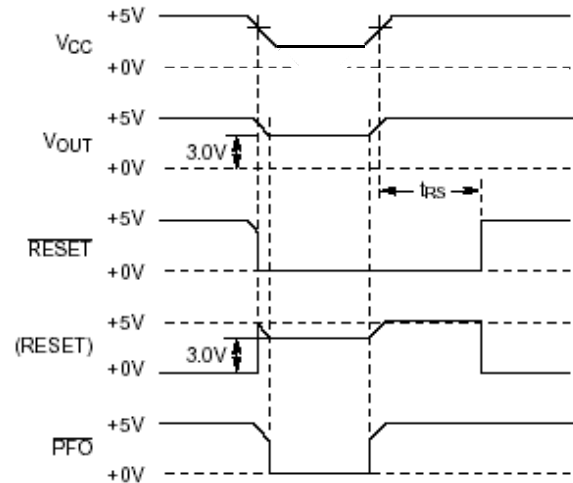 +5V
VCC
+0V
+5V
VOUT
3.0V
+0V
tRS
+5V
RESET
+0V
+5V
(RESET)
3.0V
+0V
+5V
PFO
+0V